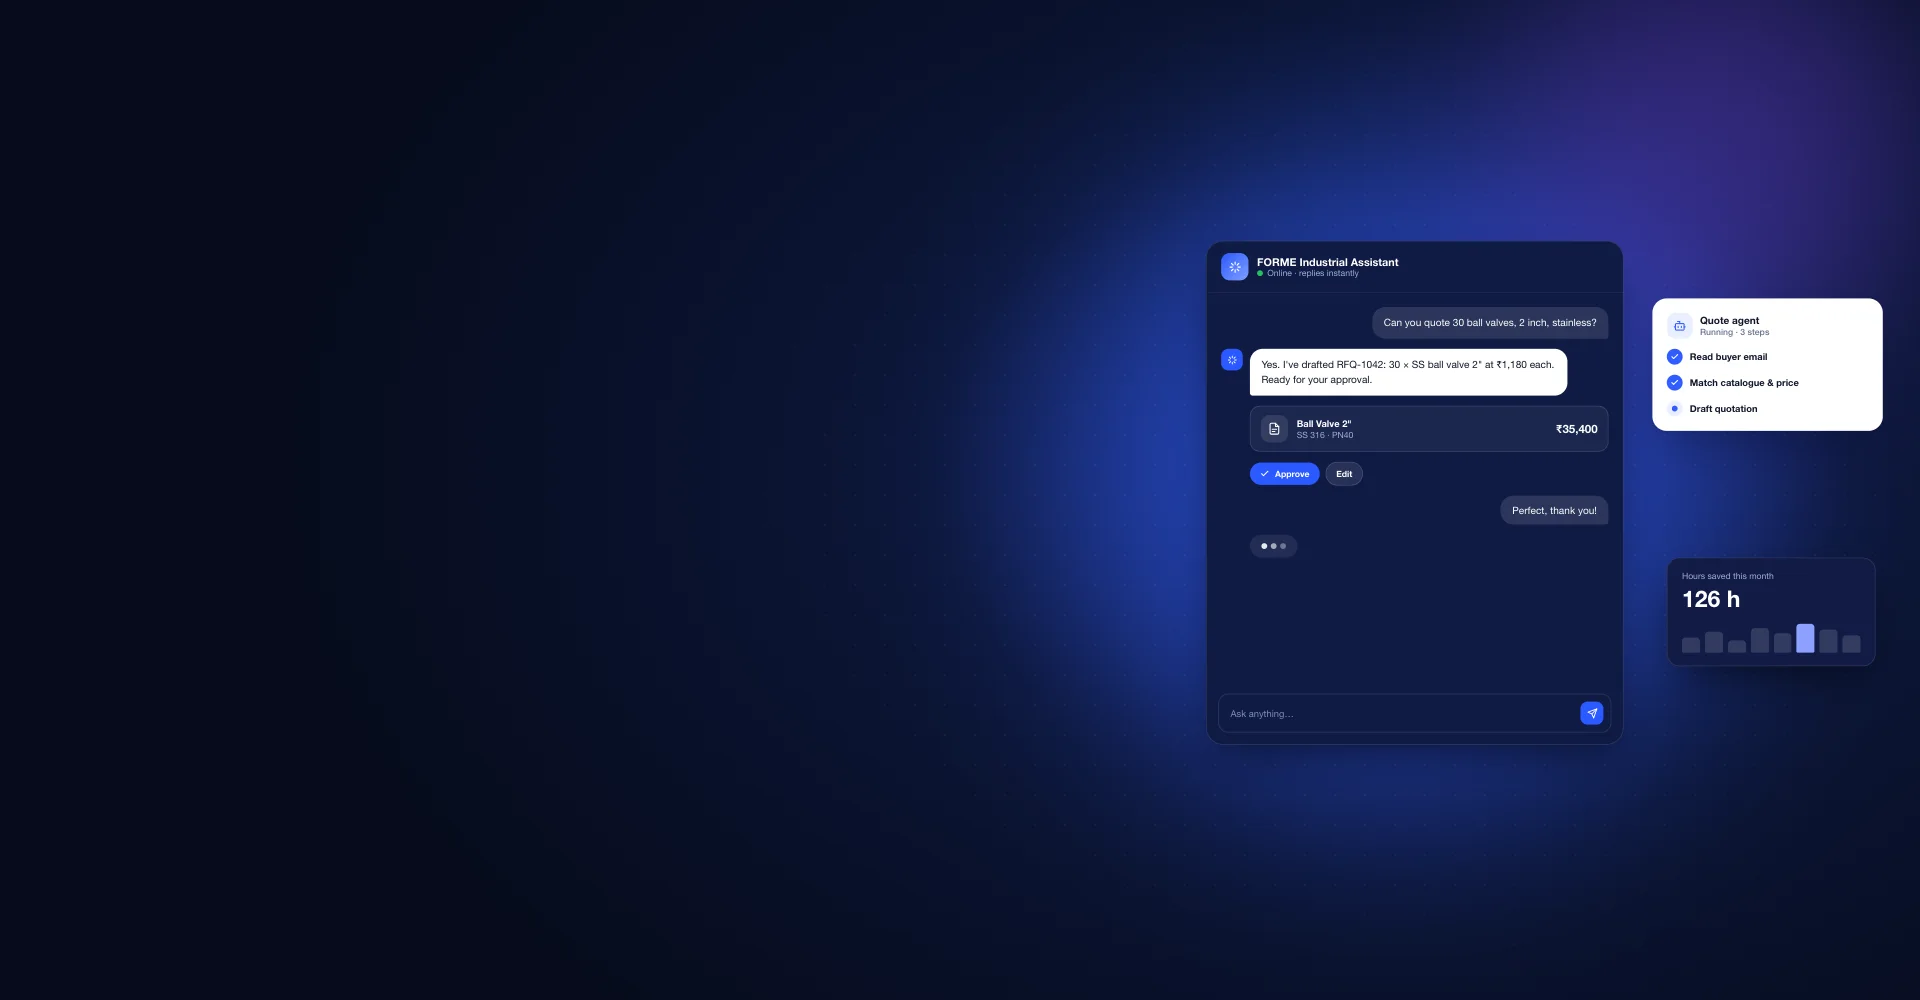 FORME Industrial Assistant
Online · replies instantly
Can you quote 30 ball valves, 2 inch, stainless?
Yes. I've drafted RFQ-1042: 30 × SS ball valve 2" at ₹1,180 each.
Ready for your approval.
Ball Valve 2"
SS 316 · PN40
₹35,400
Approve
Edit
Perfect, thank you!
Ask anything...
Quote agent
Running · 3 steps
Read buyer email
Match catalogue & price
Draft quotation
Hours saved this month
126 h